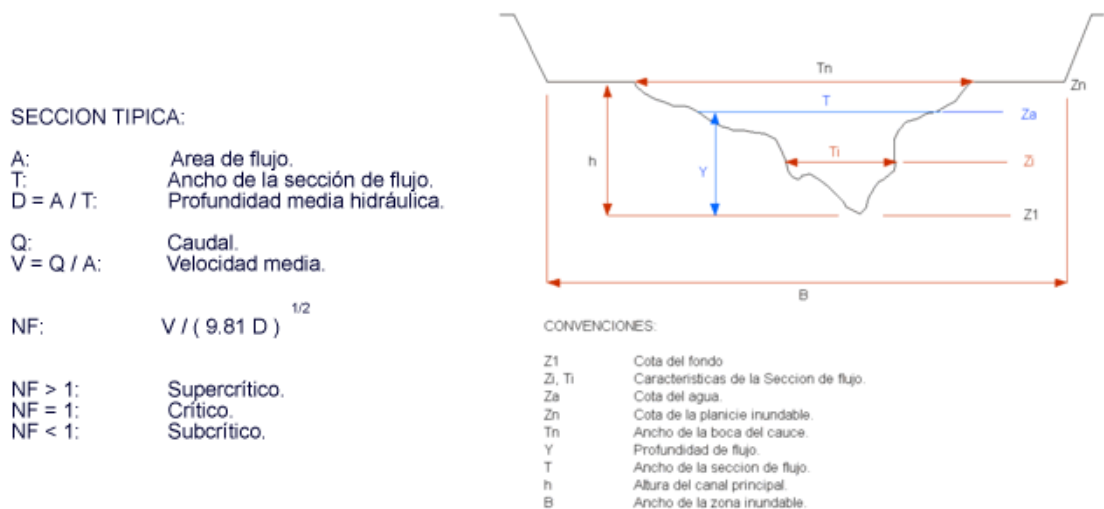 SECCION TIPICA:
A: Area de flujo.
T: Ancho de la sección de flujo.
D = A / T: Profundidad media hidráulica.
Q: Caudal.
V = Q / A: Velocidad media.
NF: V / ( 9.81 D ) 1/2
NF > 1: Supercrítico.
NF = 1: Crítico.
NF < 1: Subcrítico.
Tn
Zn
T
Za
h
Y
Ti
Zi
Z1
B
CONVENCIONES:
Z1 Cota del fondo
Zi, Ti Caracteristicas de la Seccion de flujo.
Za Cota del agua.
Zn Cota de la planicie inundable.
Tn Ancho de la boca del cauce.
Y Profundidad de flujo.
T Ancho de la seccion de flujo.
h Altura del canal principal.
B Ancho de la zona inundable.